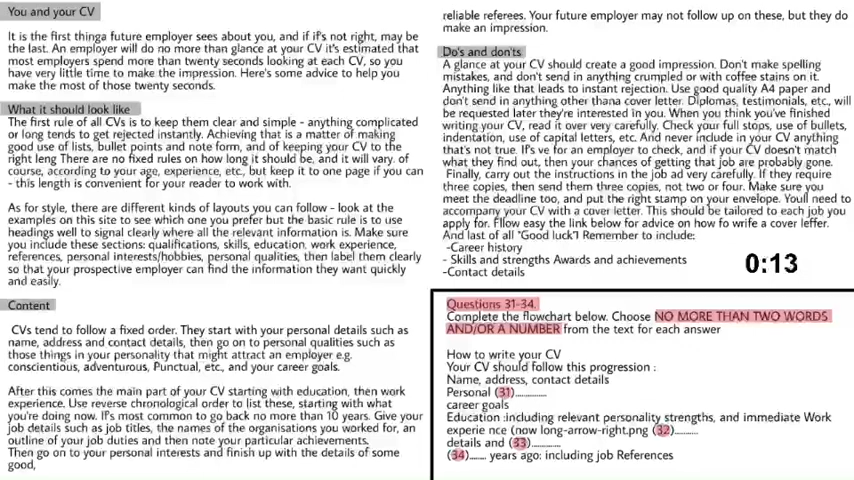 You and your CV
It is the first thinga future employer sees about you, and if if's not right, may be
the last. An employer will do no more than glance at your CV it's estimated that
most employers spend more than twenty seconds looking at each CV, so you
have very little time to make the impression. Here's some advice to help you
make the most of those twenty seconds.
What it should look like
The first rule of all CVs is to keep them clear and simple - anything complicated
or long tends to get rejected instantly. Achieving that is a matter of making
good use of lists, bullet points and note form, and of keeping your CV to the
right leng There are no fixed rules on how long it should be, and it will vary. of
course, according to your age, experience, etc., but keep it to one page if you can
- this length is convenient for your reader to work with.
As for style, there are different kinds of layouts you can follow - look at the
examples on this site to see which one you prefer but the basic rule is to use
headings well to signal clearly where all the relevant information is. Make sure
you include these sections: qualifications, skills, education, work experience,
references, personal interests/hobbies, personal qualities, then label them clearly
so that your prospective employer can find the information they want quickly
and easily.
Content
CVs tend to follow a fixed order. They start with your personal details such as
name, address and contact details, then go on to personal qualities such as
those things in your personality that might attract an employer e.g.
conscientious, adventurous, Punctual, etc., and your career goals.
After this comes the main part of your CV starting with education, then work
experience. Use reverse chronological order to list these, starting with what
you're doing now. If's most common to go back no more than 10 years. Give your
job details such as job titles, the names of the organisations you worked for, an
outline of your job duties and then note your particular achievements.
Then go on to your personal interests and finish up with the details of some
good,
reliable referees. Your future employer may not follow up on these, but they do
make an impression.
Do's and don'ts
A glance at your CV should create a good impression. Don't make spelling
mistakes, and don't send in anything crumpled or with coffee stains on it.
Anything like that leads to instant rejection. Use good quality A4 paper and
don't send in anything other thana cover letter. Diplomas, testimonials, etc., will
be requested later they're interested in you. When you think you've finished
writing your CV, read it over very carefully. Check your full stops, use of bullets,
indentation, use of capital letters, etc. And never include in your CV anything
that's not true. If's ve for an employer to check, and if your CV doesn't match
what they find out, then your chances of getting that job are probably gone.
Finally, carry out the instructions in the job ad very carefully. If they require
three copies, then send them three copies, not two or four. Make sure you
meet the deadline too, and put the right stamp on your envelope. Youll need to
accompany your CV with a cover letter. This should be tailored to each job you
apply for. Fllow easy the link below for advice on how fo write a cover leffer.
And last of all "Good luck"! Remember to include:
-Career history
- Skills and strengths Awards and achievements
-Contact details
0:13
Questions 31-34.
Complete the flowchart below. Choose NO MORE THAN TWO WORDS
AND/OR A NUMBER from the text for each answer
How to write your CV
Your CV should follow this progression :
Name, address, contact details
Personal (31)..............
career goals
Education :including relevant personality strengths, and immediate Work
experie nce (now long-arrow-right.png (32)..........
details and (33).............
(34)....... years ago: including job References